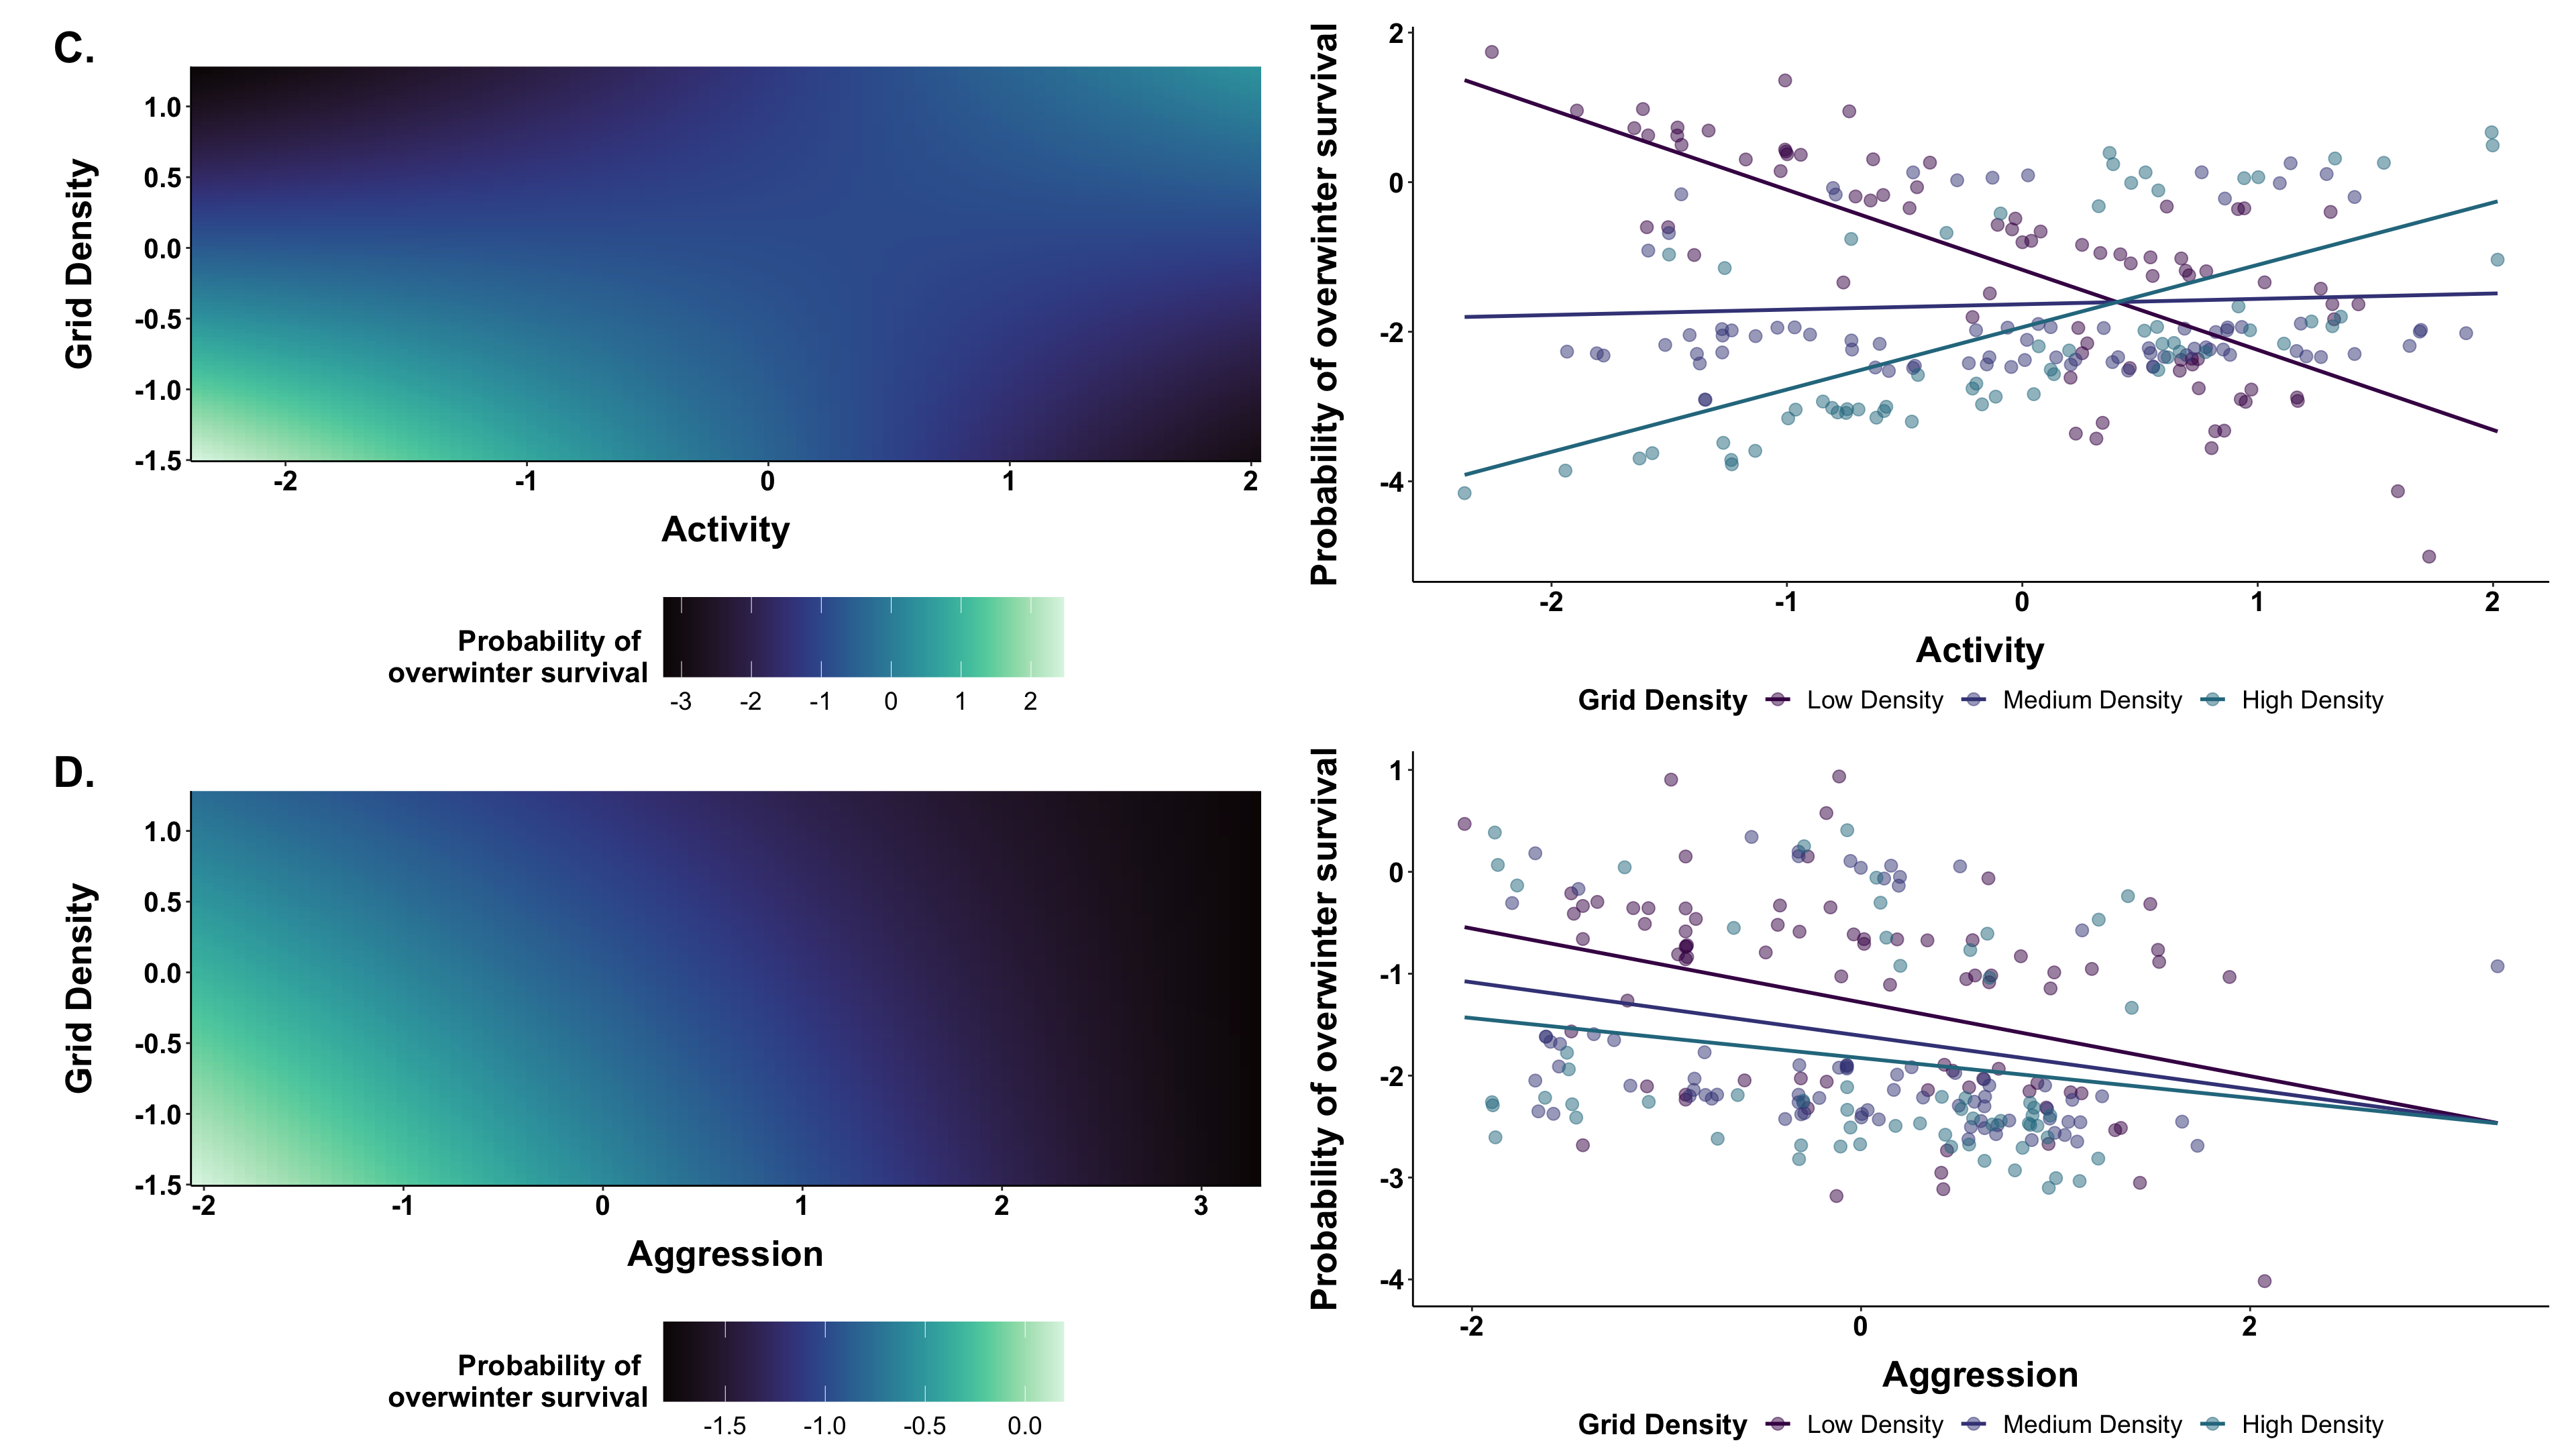 C.
Grid Density
1.0
0.5
0.0
-0.5
-1.0
-1.5
-2 -1 0 1 2
Activity
Probability of
overwinter survival
-3 -2 -1 0 1 2
Probability of overwinter survival
2
0
-2
-4
-2 -1 0 1 2
Activity
Grid Density Low Density Medium Density High Density
D.
Grid Density
1.0
0.5
0.0
-0.5
-1.0
-1.5
-2 -1 0 1 2 3
Aggression
Probability of
overwinter survival
-1.5 -1.0 -0.5 0.0
Probability of overwinter survival
1
0
-1
-2
-3
-4
-2 0 2
Aggression
Grid Density Low Density Medium Density High Density